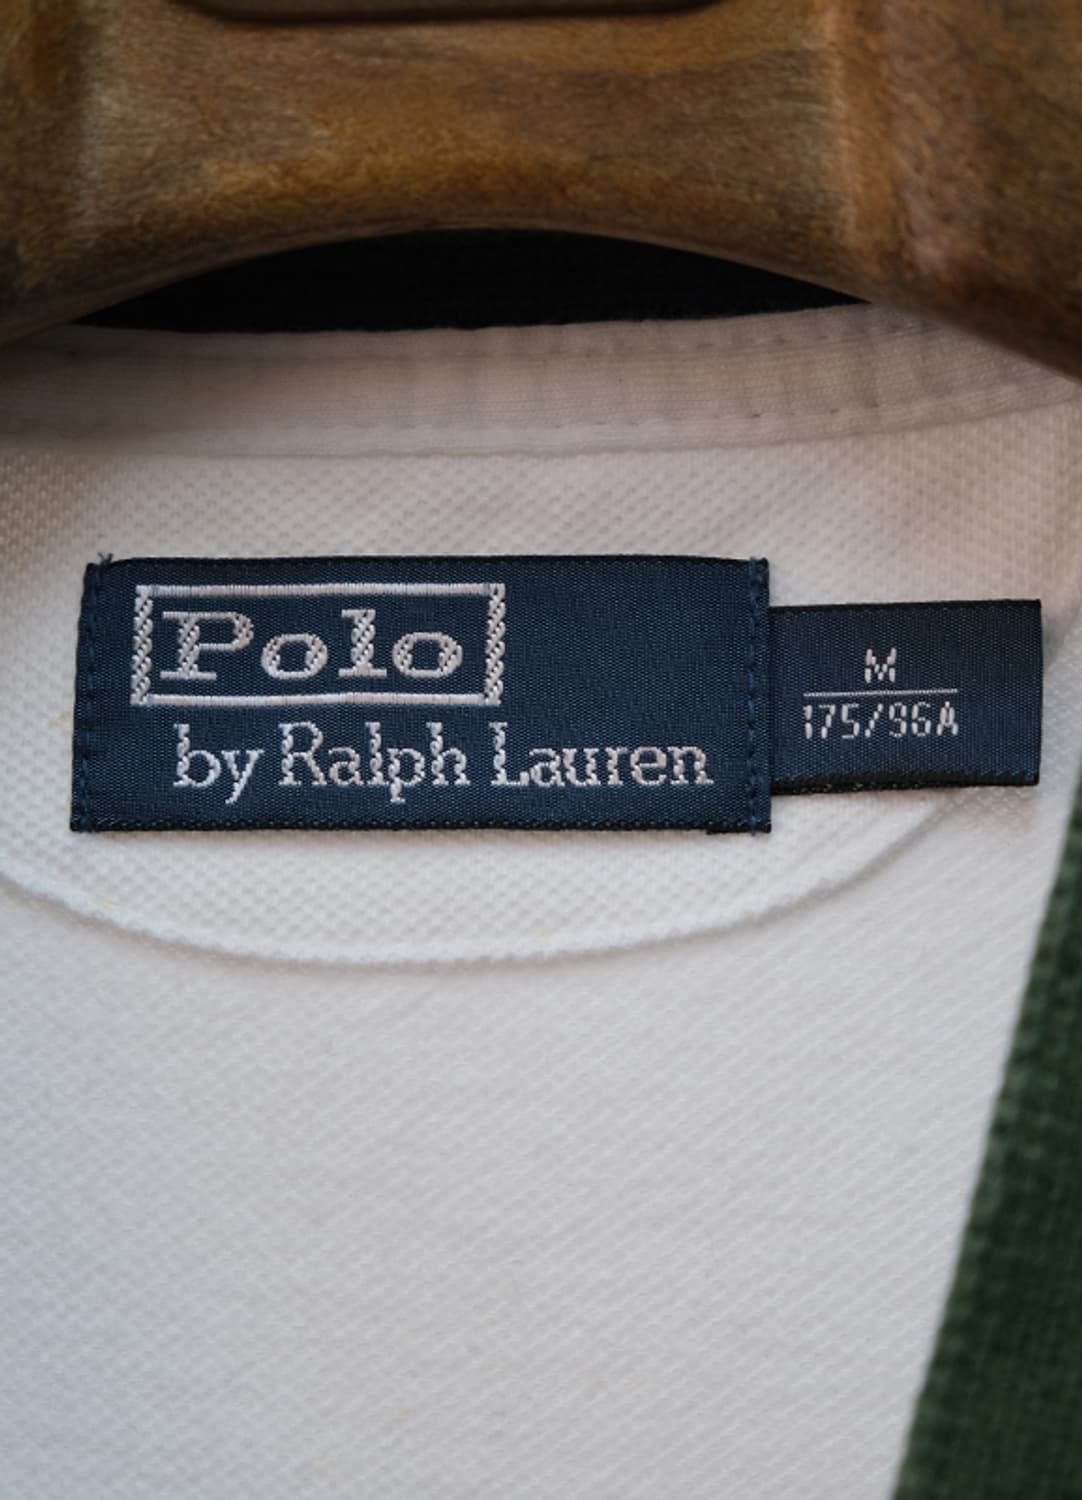 Polo
by Ralph Lauren
M
175/96A